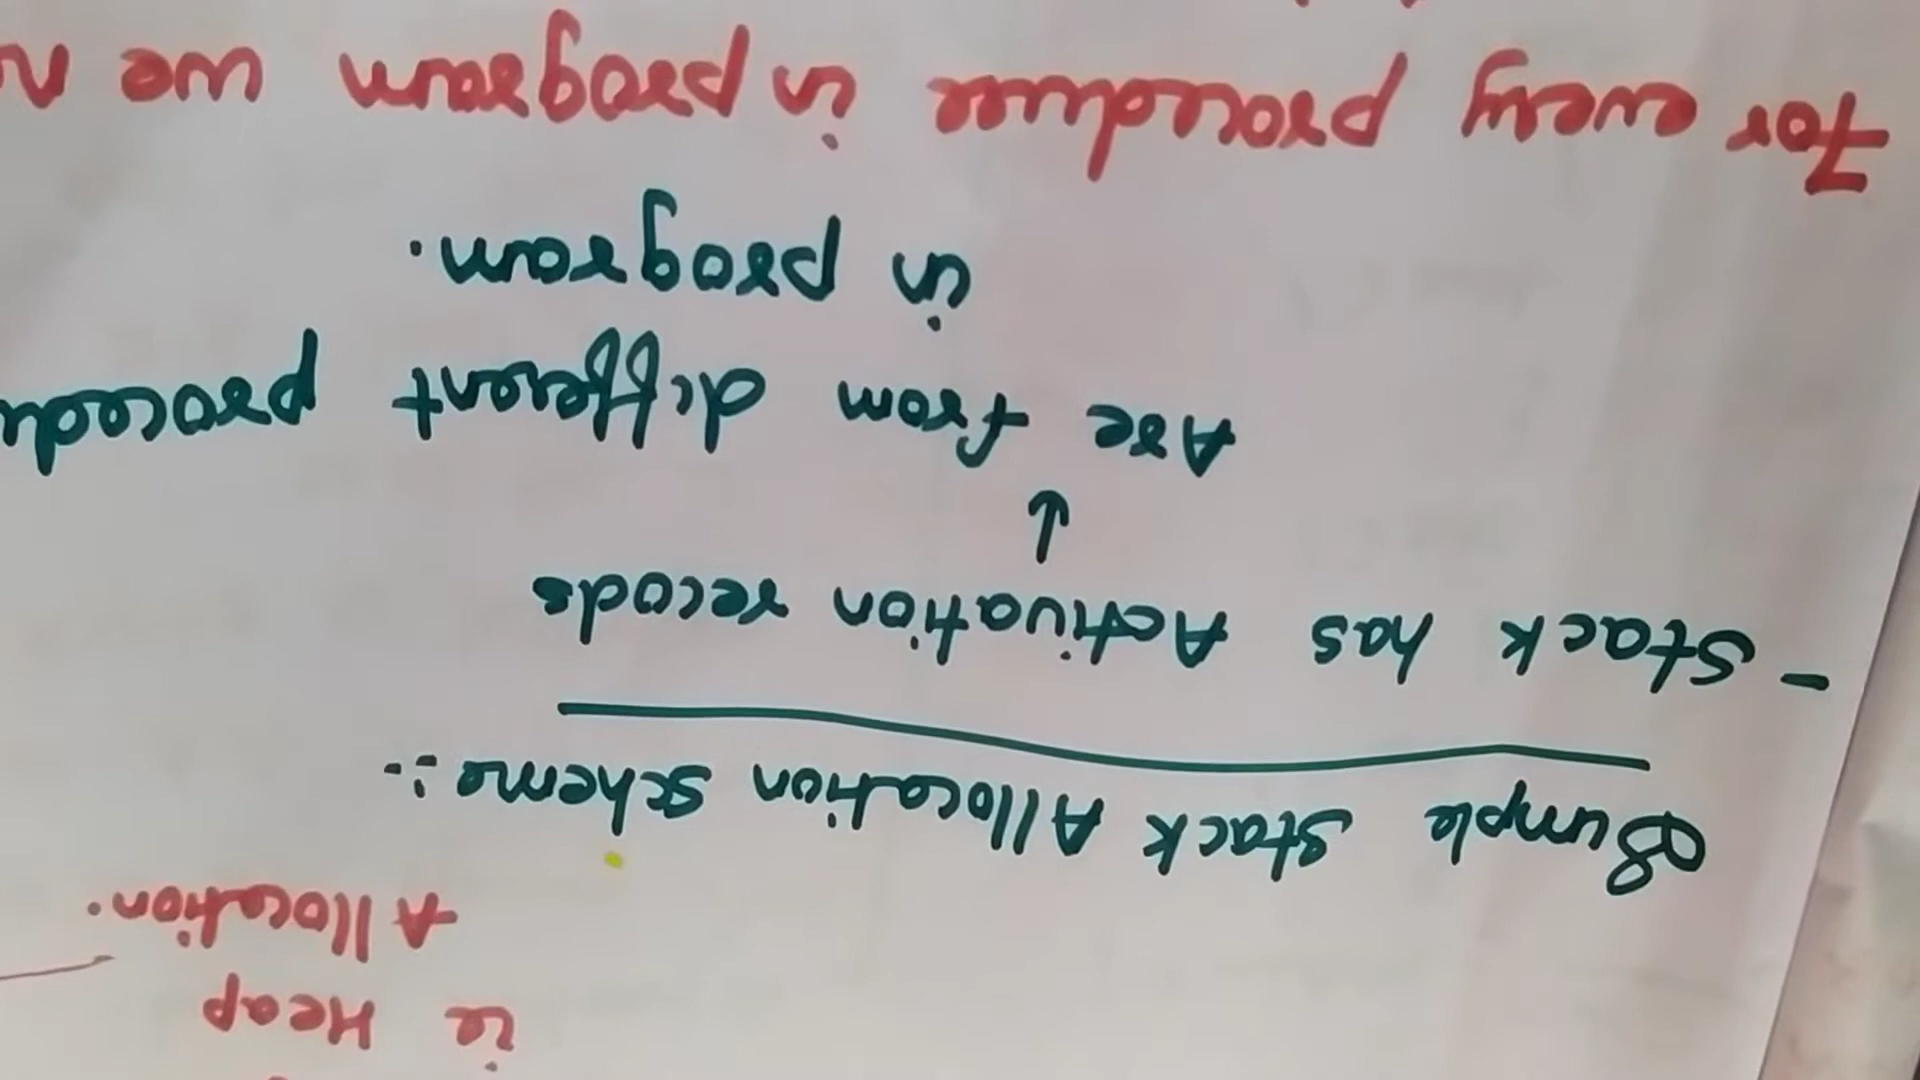 ie Heap
Allocation.
Simple Stack Allocation scheme :-
- Stack has Activation recods
↓
Are from different procedu
in program.
For every procedure in program we n